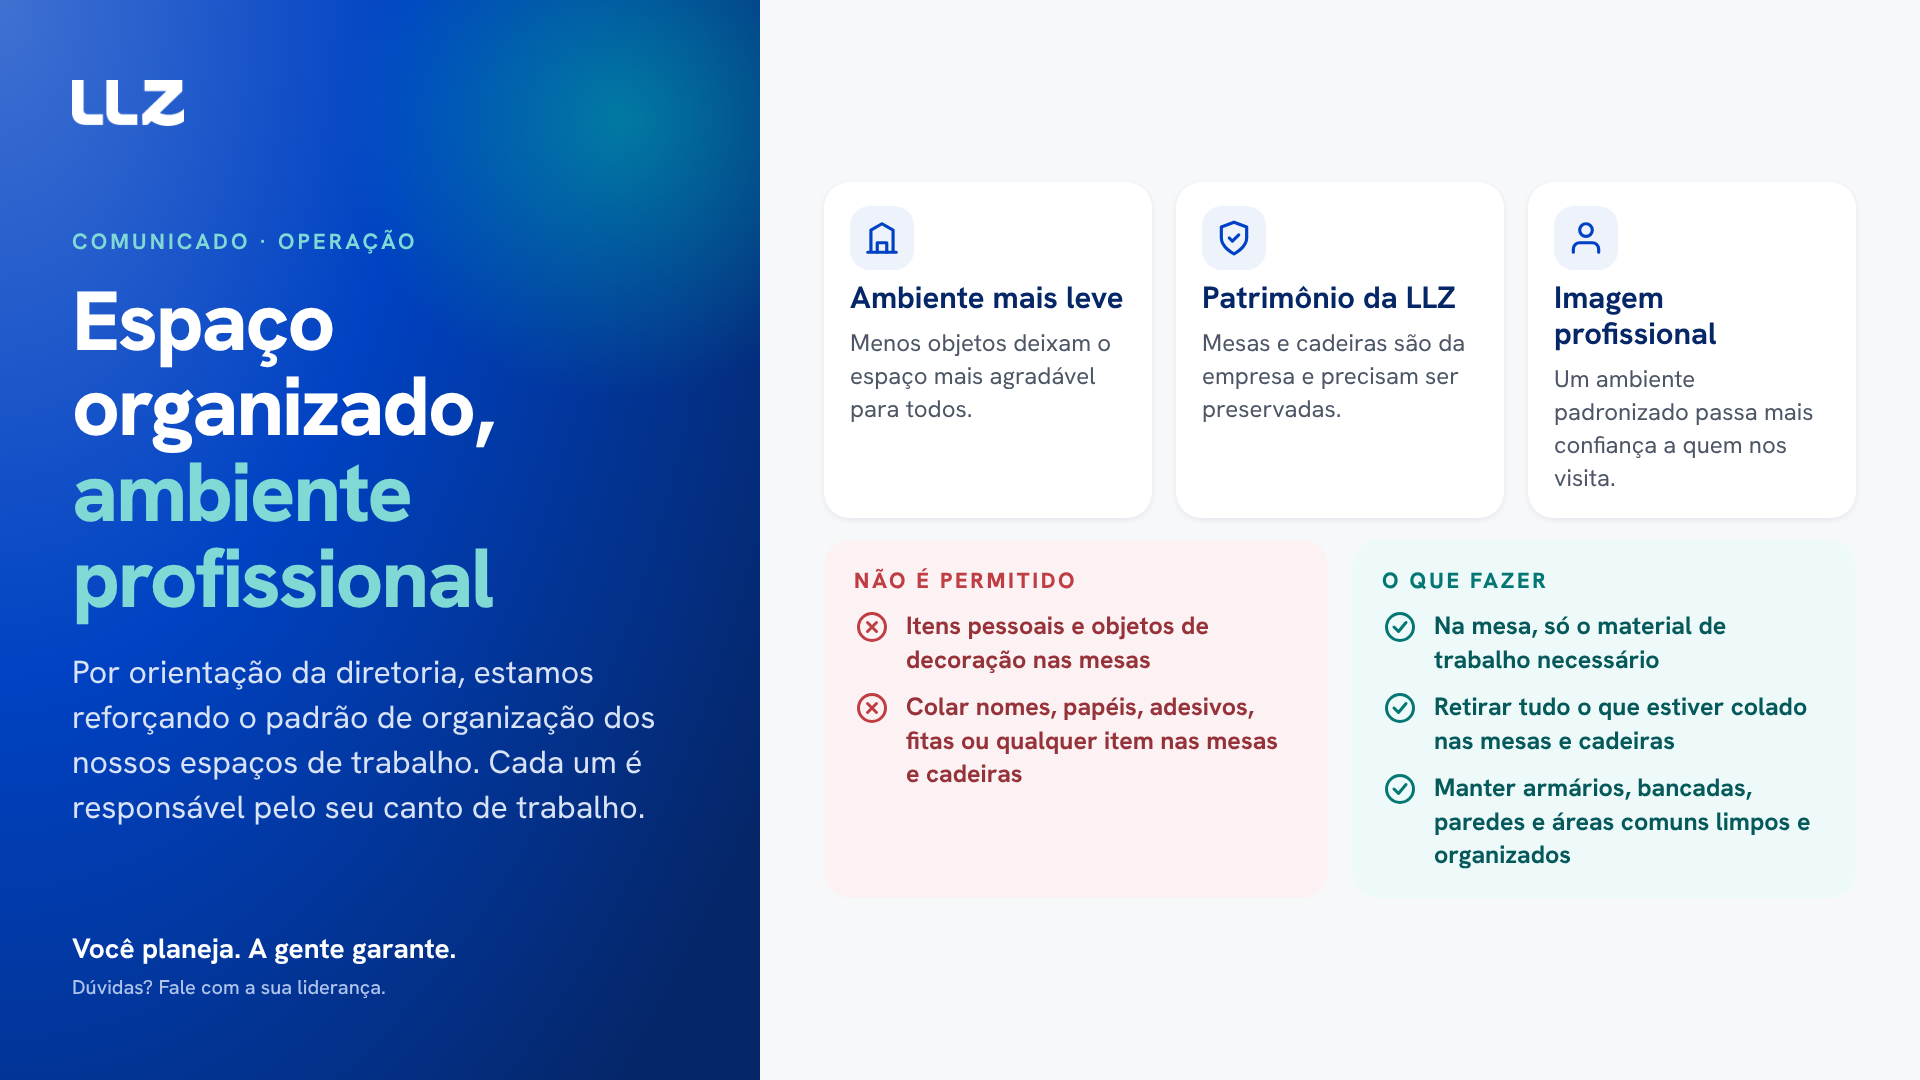 LLZ
COMUNICADO · OPERAÇÃO
Espaço
organizado,
ambiente
profissional
Por orientação da diretoria, estamos
reforçando o padrão de organização dos
nossos espaços de trabalho. Cada um é
responsável pelo seu canto de trabalho.
Você planeja. A gente garante.
Dúvidas? Fale com a sua liderança.
Ambiente mais leve
Menos objetos deixam o
espaço mais agradável
para todos.
Patrimônio da LLZ
Mesas e cadeiras são da
empresa e precisam ser
preservadas.
Imagem
profissional
Um ambiente
padronizado passa mais
confiança a quem nos
visita.
NÃO É PERMITIDO
Itens pessoais e objetos de
decoração nas mesas
Colar nomes, papéis, adesivos,
fitas ou qualquer item nas mesas
e cadeiras
O QUE FAZER
Na mesa, só o material de
trabalho necessário
Retirar tudo o que estiver colado
nas mesas e cadeiras
Manter armários, bancadas,
paredes e áreas comuns limpos e
organizados